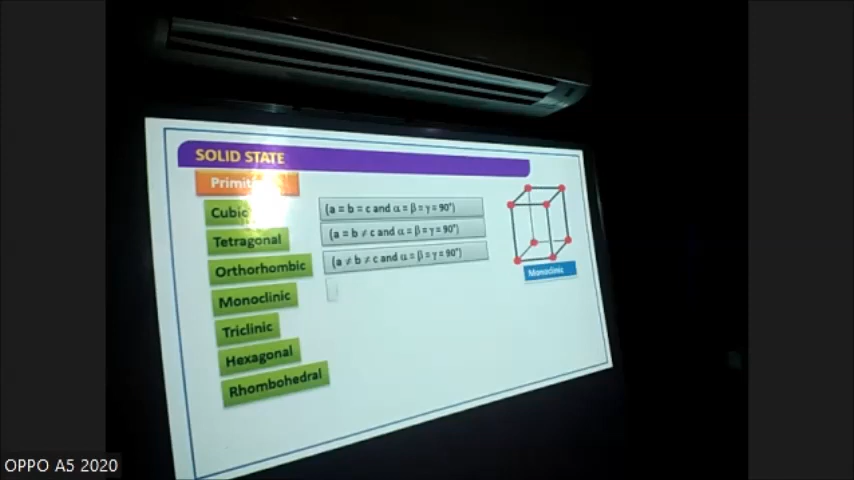 SOLID STATE
Cubic
(a = b = c and α = β = γ = 90°)
Tetragonal
(a = b ≠ c and α = β = γ = 90°)
Orthorhombic
(a ≠ b ≠ c and α = β = γ = 90°)
Monoclinic
Monoclinic
Triclinic
Hexagonal
Rhombohedral
OPPO A5 2020